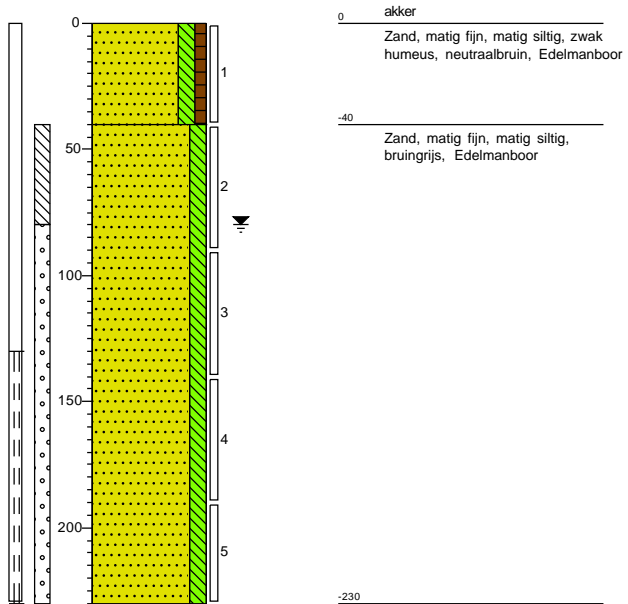 0
50
100
150
200
1
2
3
4
5
0
akker
Zand, matig fijn, matig siltig, zwak
humeus, neutraalbruin, Edelmanboor
-40
Zand, matig fijn, matig siltig,
bruingrijs, Edelmanboor
-230